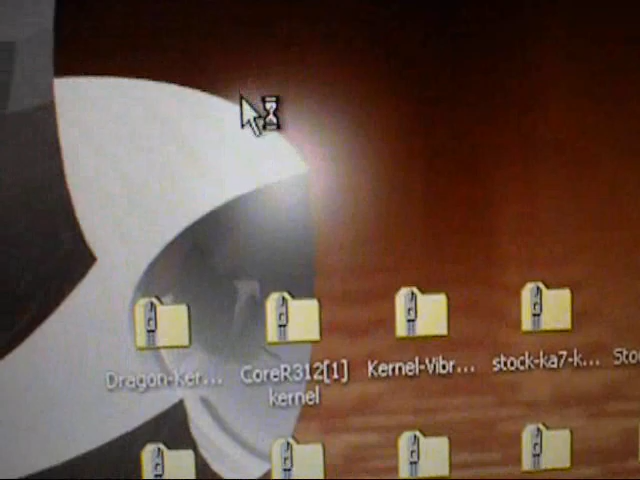 Dragon-Ker...
CoreR312[1]
kernel
Kernel-Vibr...
stock-ka7-k...
Sto